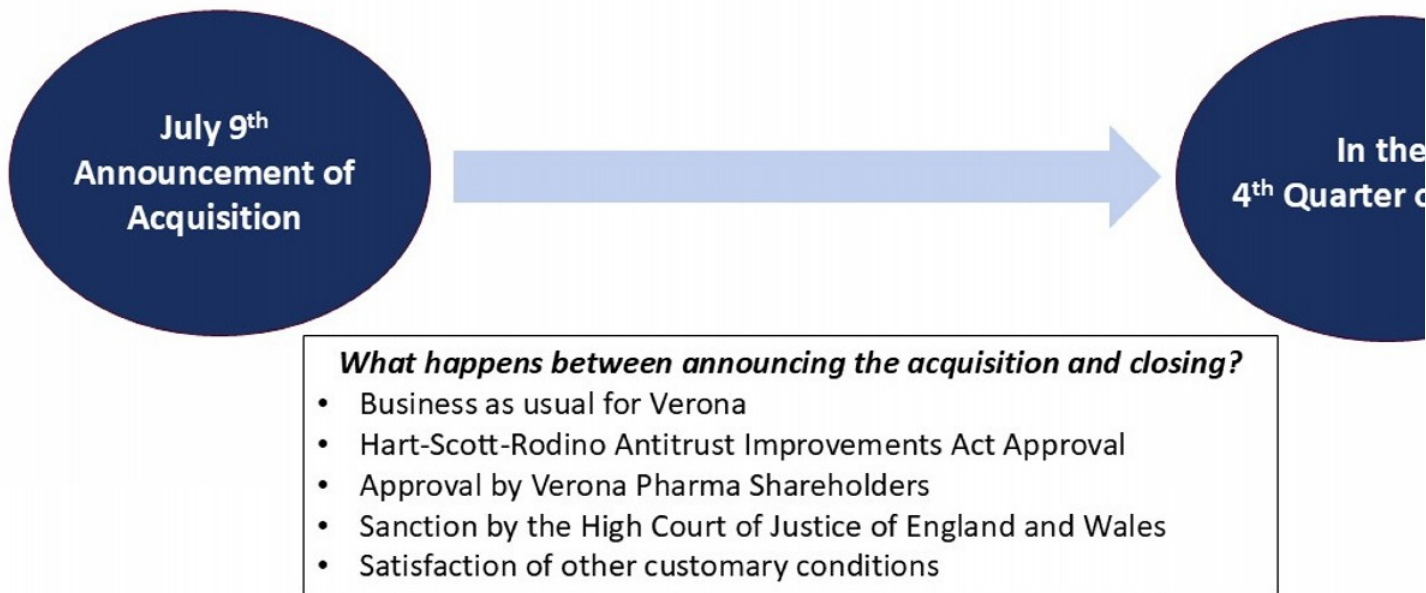 July 9th
Announcement of
Acquisition
In the
4th Quarter
What happens between announcing the acquisition and closing?
• Business as usual for Verona
• Hart-Scott-Rodino Antitrust Improvements Act Approval
• Approval by Verona Pharma Shareholders
• Sanction by the High Court of Justice of England and Wales
• Satisfaction of other customary conditions